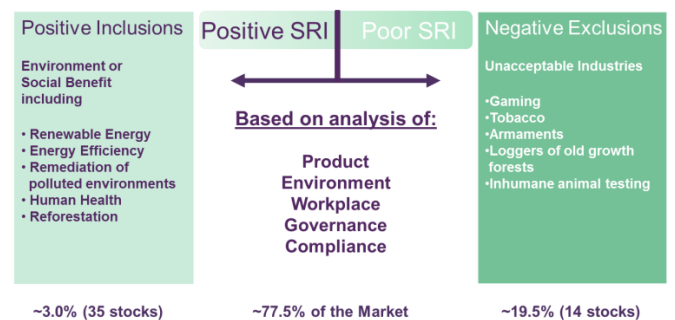 Positive Inclusions
Environment or
Social Benefit
including
• Renewable Energy
• Energy Efficiency
• Remediation of
polluted environments
• Human Health
• Reforestation
~3.0% (35 stocks)
Positive SRI
Poor SRI
Based on analysis of:
Product
Environment
Workplace
Governance
Compliance
~77.5% of the Market
Negative Exclusions
Unacceptable Industries
•Gaming
•Tobacco
•Armaments
•Loggers of old growth
forests
•Inhumane animal testing
~19.5% (14 stocks)